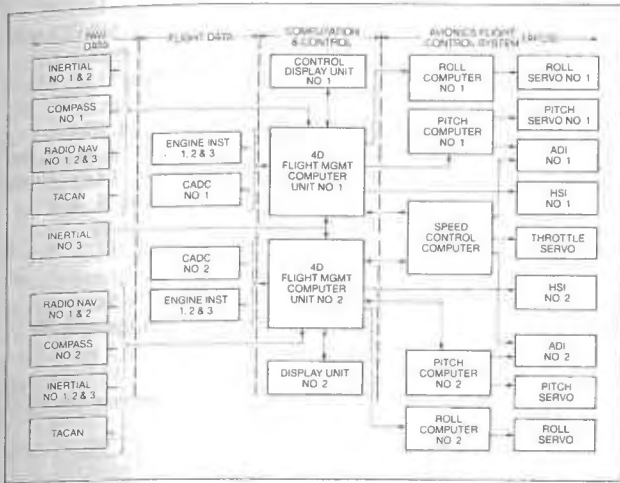 DATA
FLIGHT DATA
COMPUTATION
& CONTROL
AVIONICS FLIGHT
CONTROL SYSTEM
INERTIAL
NO 1 & 2
COMPASS
NO 1
RADIO NAV
NO 1, 2 & 3
TACAN
INERTIAL
NO 3
RADIO NAV
NO 1 & 2
COMPASS
NO 2
INERTIAL
NO 1, 2 & 3
TACAN
ENGINE INST
1, 2 & 3
CADC
NO 1
CADC
NO 2
ENGINE INST
1, 2 & 3
CONTROL
DISPLAY UNIT
NO 1
4D
FLIGHT MGMT
COMPUTER
UNIT NO 1
4D
FLIGHT MGMT
COMPUTER
UNIT NO 2
DISPLAY UNIT
NO 2
ROLL
COMPUTER
NO 1
PITCH
COMPUTER
NO 1
SPEED
CONTROL
COMPUTER
PITCH
COMPUTER
NO 2
ROLL
COMPUTER
NO 2
ROLL
SERVO NO 1
PITCH
SERVO NO 1
ADI
NO 1
HSI
NO 1
THROTTLE
SERVO
HSI
NO 2
ADI
NO 2
PITCH
SERVO
ROLL
SERVO